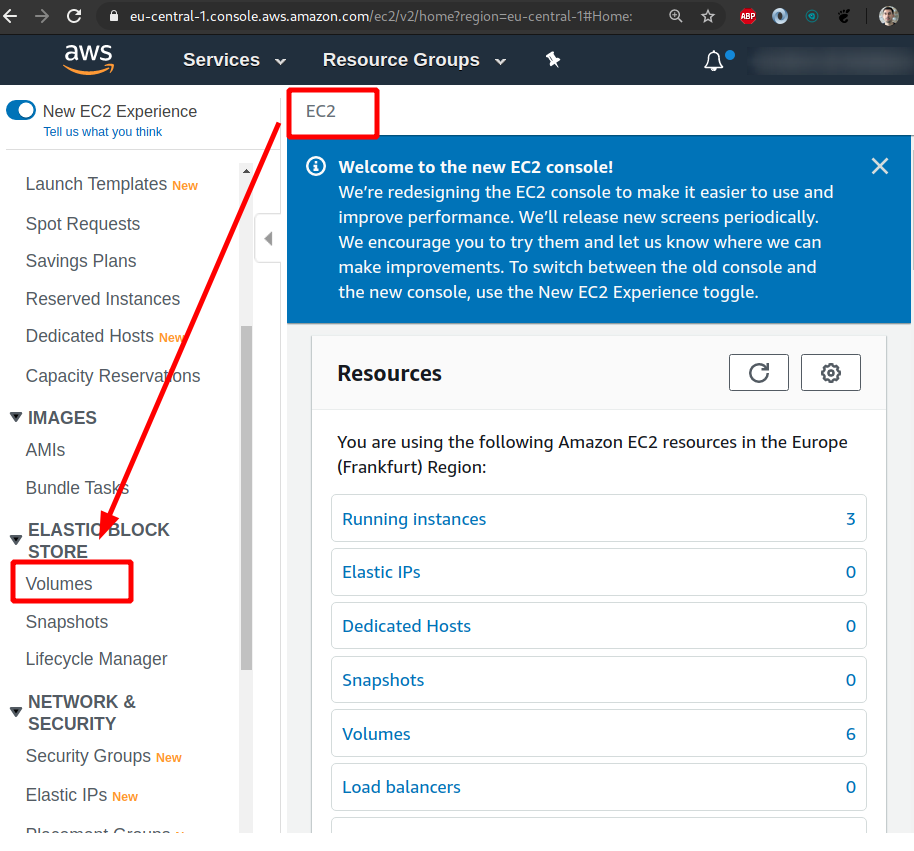 eu-central-1.console.aws.amazon.com/ec2/v2/home?region=eu-central-1#Home:
ABP
aws
Services
Resource Groups
New EC2 Experience
Tell us what you think
Launch Templates New
Spot Requests
Savings Plans
Reserved Instances
Dedicated Hosts New
Capacity Reservations
IMAGES
AMIs
Bundle Tasks
ELASTIC BLOCK
STORE
Volumes
Snapshots
Lifecycle Manager
NETWORK &
SECURITY
Security Groups New
Elastic IPs New
Placement Groups
EC2
Welcome to the new EC2 console!
We're redesigning the EC2 console to make it easier to use and
improve performance. We'll release new screens periodically.
We encourage you to try them and let us know where we can
make improvements. To switch between the old console and
the new console, use the New EC2 Experience toggle.
Resources
You are using the following Amazon EC2 resources in the Europe
(Frankfurt) Region:
Running instances 3
Elastic IPs 0
Dedicated Hosts 0
Snapshots 0
Volumes 6
Load balancers 0